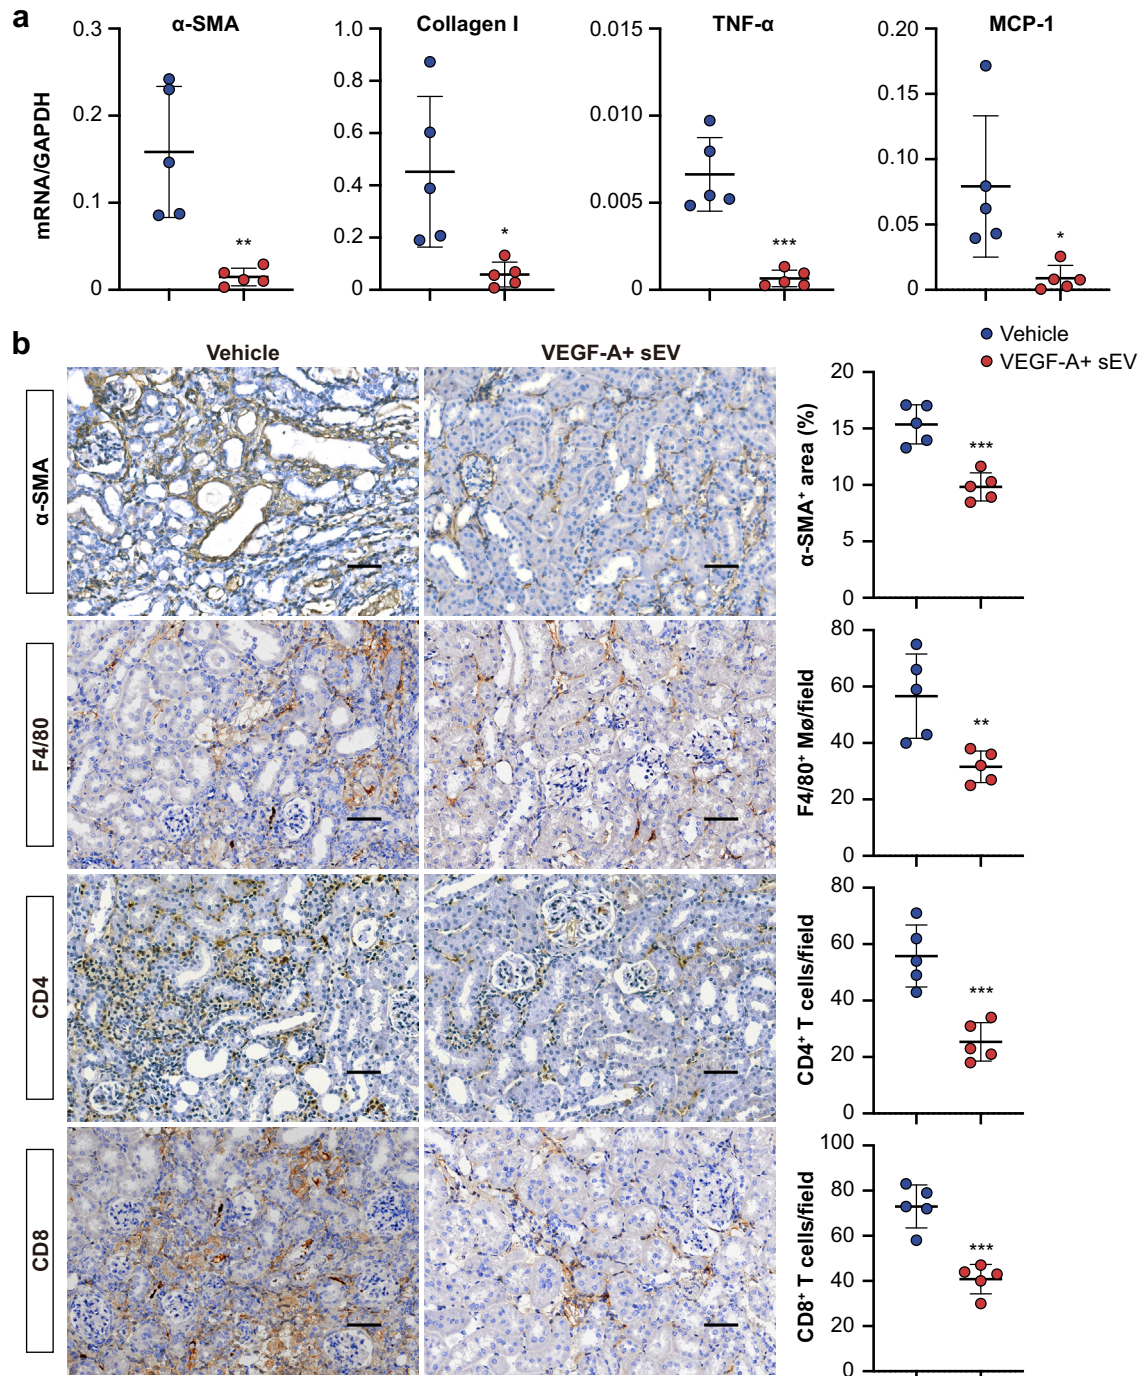 a
α-SMA
Collagen I
TNF-α
MCP-1
mRNA/GAPDH
0.3
0.2
0.1
0
**
1.0
0.8
0.6
0.4
0.2
0
*
0.015
0.010
0.005
0
***
0.20
0.15
0.10
0.05
0
*
b
Vehicle
VEGF-A+ sEV
Vehicle
VEGF-A+ sEV
α-SMA
α-SMA⁺ area (%)
20
15
10
5
0
***
F4/80
F4/80⁺ Mø/field
80
60
40
20
0
**
CD4
CD4⁺ T cells/field
80
60
40
20
0
***
CD8
CD8⁺ T cells/field
100
80
60
40
20
0
***